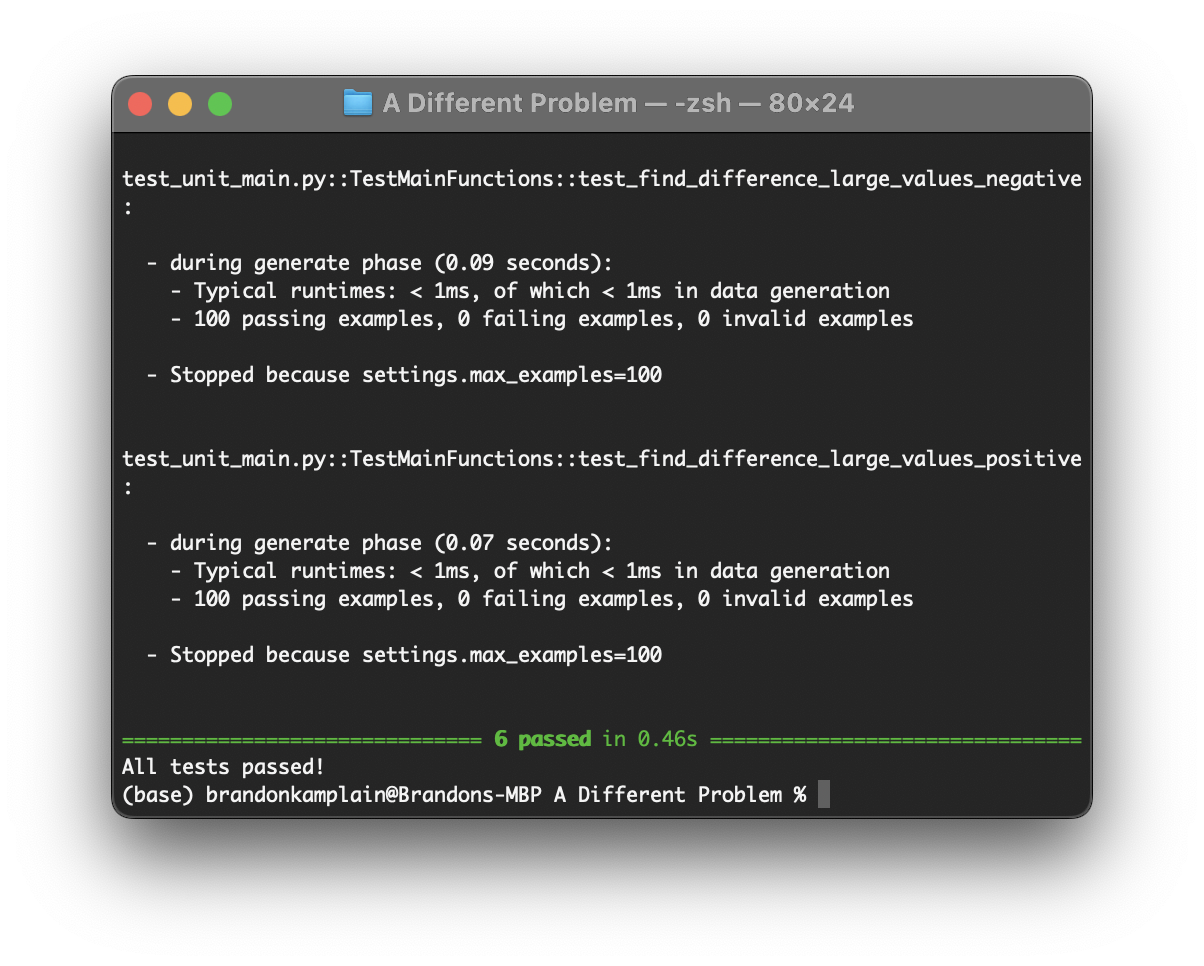 A Different Problem — -zsh — 80×24
test_unit_main.py::TestMainFunctions::test_find_difference_large_values_negative
:
- during generate phase (0.09 seconds):
- Typical runtimes: < 1ms, of which < 1ms in data generation
- 100 passing examples, 0 failing examples, 0 invalid examples
- Stopped because settings.max_examples=100
test_unit_main.py::TestMainFunctions::test_find_difference_large_values_positive
:
- during generate phase (0.07 seconds):
- Typical runtimes: < 1ms, of which < 1ms in data generation
- 100 passing examples, 0 failing examples, 0 invalid examples
- Stopped because settings.max_examples=100
============================== 6 passed in 0.46s ===============================
All tests passed!
(base) brandonkamplain@Brandons-MBP A Different Problem %